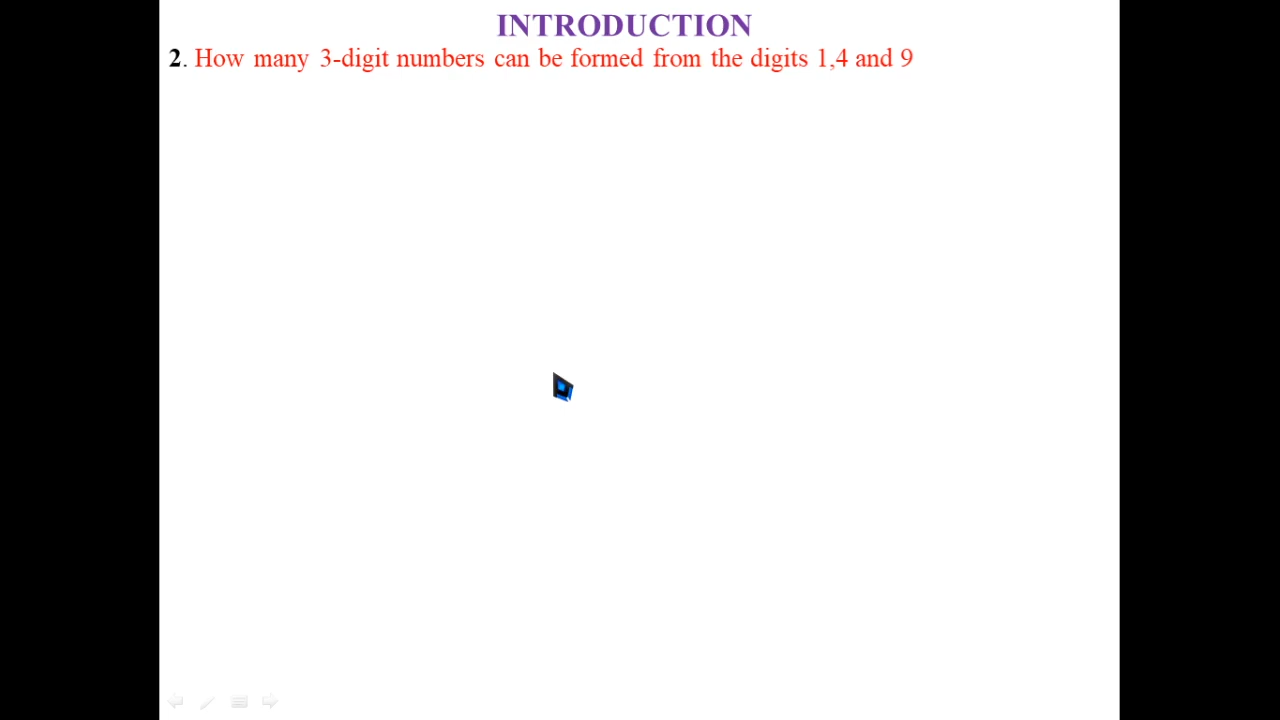 INTRODUCTION
2. How many 3-digit numbers can be formed from the digits 1,4 and 9